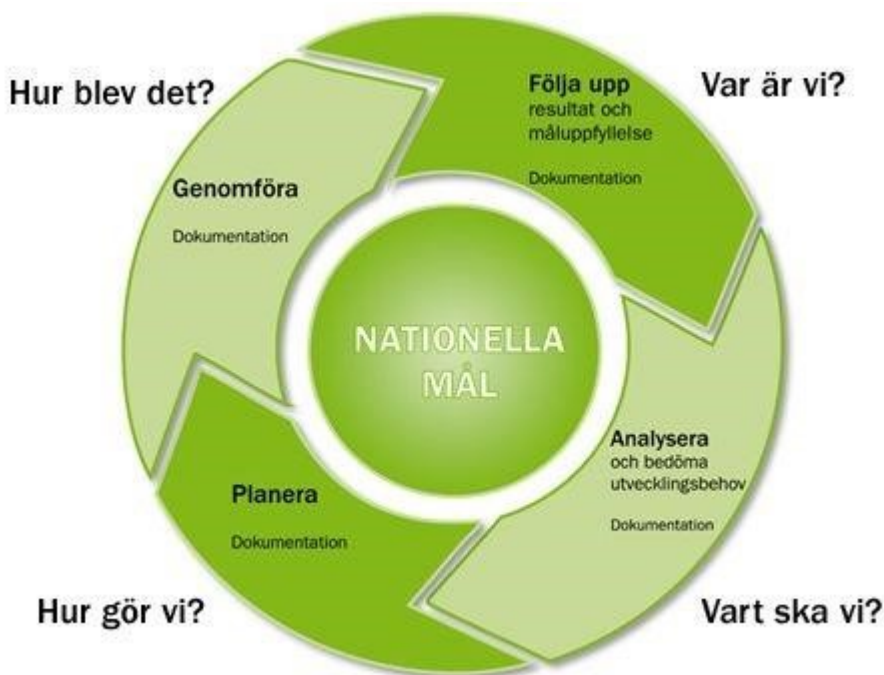 Hur blev det?
Var är vi?
Följa upp
resultat och
måluppfyllelse
Dokumentation
Genomföra
Dokumentation
NATIONELLA
MÅL
Analysera
och bedöma
utvecklingsbehov
Dokumentation
Planera
Dokumentation
Hur gör vi?
Vart ska vi?